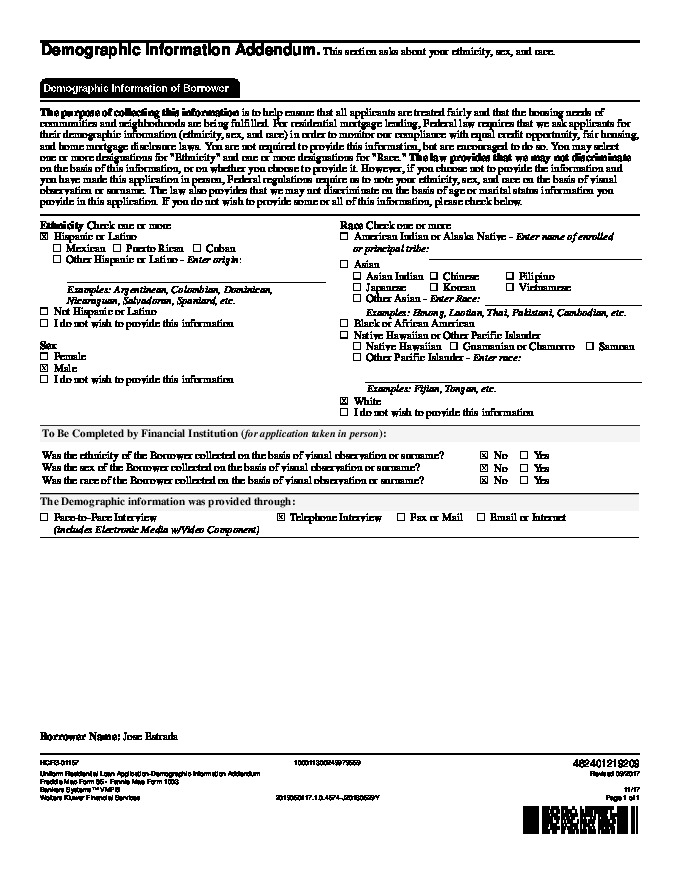 Demographic Information Addendum. This section asks about your ethnicity, sex, and race.
Demographic Information of Borrower
The purpose of collecting this information is to help ensure that all applicants are treated fairly and that the housing needs of
communities and neighborhoods are being fulfilled. For residential mortgage lending, Federal law requires that we ask applicants for
their demographic information (ethnicity, sex, and race) in order to monitor our compliance with equal credit opportunity, fair housing,
and home mortgage disclosure laws. You are not required to provide this information, but are encouraged to do so. You may select
one or more designations for "Ethnicity" and one or more designations for "Race." The law provides that we may not discriminate
on the basis of this information, or on whether you choose to provide it. However, if you choose not to provide the information and
you have made this application in person, Federal regulations require us to note your ethnicity, sex, and race on the basis of visual
observation or surname. The law also provides that we may not discriminate on the basis of age or marital status information you
provide in this application. If you do not wish to provide some or all of this information, please check below.
Ethnicity Check one or more
☒ Hispanic or Latino
☐ Mexican ☐ Puerto Rican ☐ Cuban
☐ Other Hispanic or Latino - Enter origin:
Examples: Argentinean, Colombian, Dominican,
Nicaraguan, Salvadoran, Spaniard, etc.
☐ Not Hispanic or Latino
☐ I do not wish to provide this information
Sex
☐ Female
☒ Male
☐ I do not wish to provide this information
Race Check one or more
☐ American Indian or Alaska Native - Enter name of enrolled
or principal tribe:
☐ Asian
☐ Asian Indian ☐ Chinese ☐ Filipino
☐ Japanese ☐ Korean ☐ Vietnamese
☐ Other Asian - Enter Race:
Examples: Hmong, Laotian, Thai, Pakistani, Cambodian, etc.
☐ Black or African American
☐ Native Hawaiian or Other Pacific Islander
☐ Native Hawaiian ☐ Guamanian or Chamorro ☐ Samoan
☐ Other Pacific Islander - Enter race:
Examples: Fijian, Tongan, etc.
☒ White
☐ I do not wish to provide this information
To Be Completed by Financial Institution (for application taken in person):
Was the ethnicity of the Borrower collected on the basis of visual observation or surname? ☒ No ☐ Yes
Was the sex of the Borrower collected on the basis of visual observation or surname? ☒ No ☐ Yes
Was the race of the Borrower collected on the basis of visual observation or surname? ☒ No ☐ Yes
The Demographic information was provided through:
☐ Face-to-Face Interview ☒ Telephone Interview ☐ Fax or Mail ☐ Email or Internet
(includes Electronic Media w/Video Component)
Borrower Name: Jose Estrada
482401218209
Uniform Residential Loan Application-Demographic Information Addendum Revised 09/2017
Freddie Mac Form 65 • Fannie Mae Form 1003
Bankers Systems™ VMP® 11/17
Wolters Kluwer Financial Services Page 1 of 1